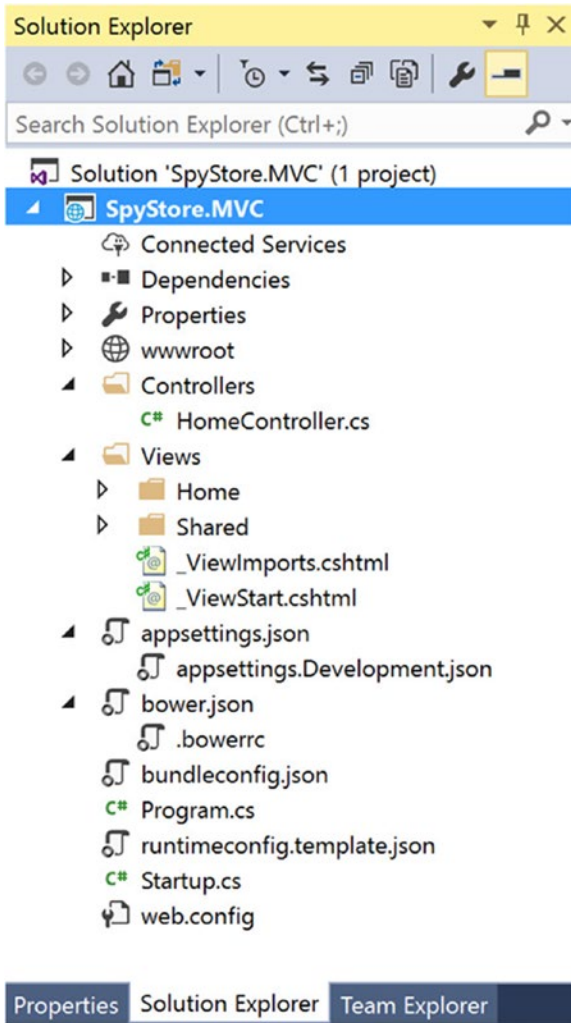 Solution Explorer
Search Solution Explorer (Ctrl+;)
Solution 'SpyStore.MVC' (1 project)
SpyStore.MVC
Connected Services
Dependencies
Properties
wwwroot
Controllers
C# HomeController.cs
Views
Home
Shared
_ViewImports.cshtml
_ViewStart.cshtml
appsettings.json
appsettings.Development.json
bower.json
.bowerrc
bundleconfig.json
C# Program.cs
runtimeconfig.template.json
C# Startup.cs
web.config
Properties Solution Explorer Team Explorer